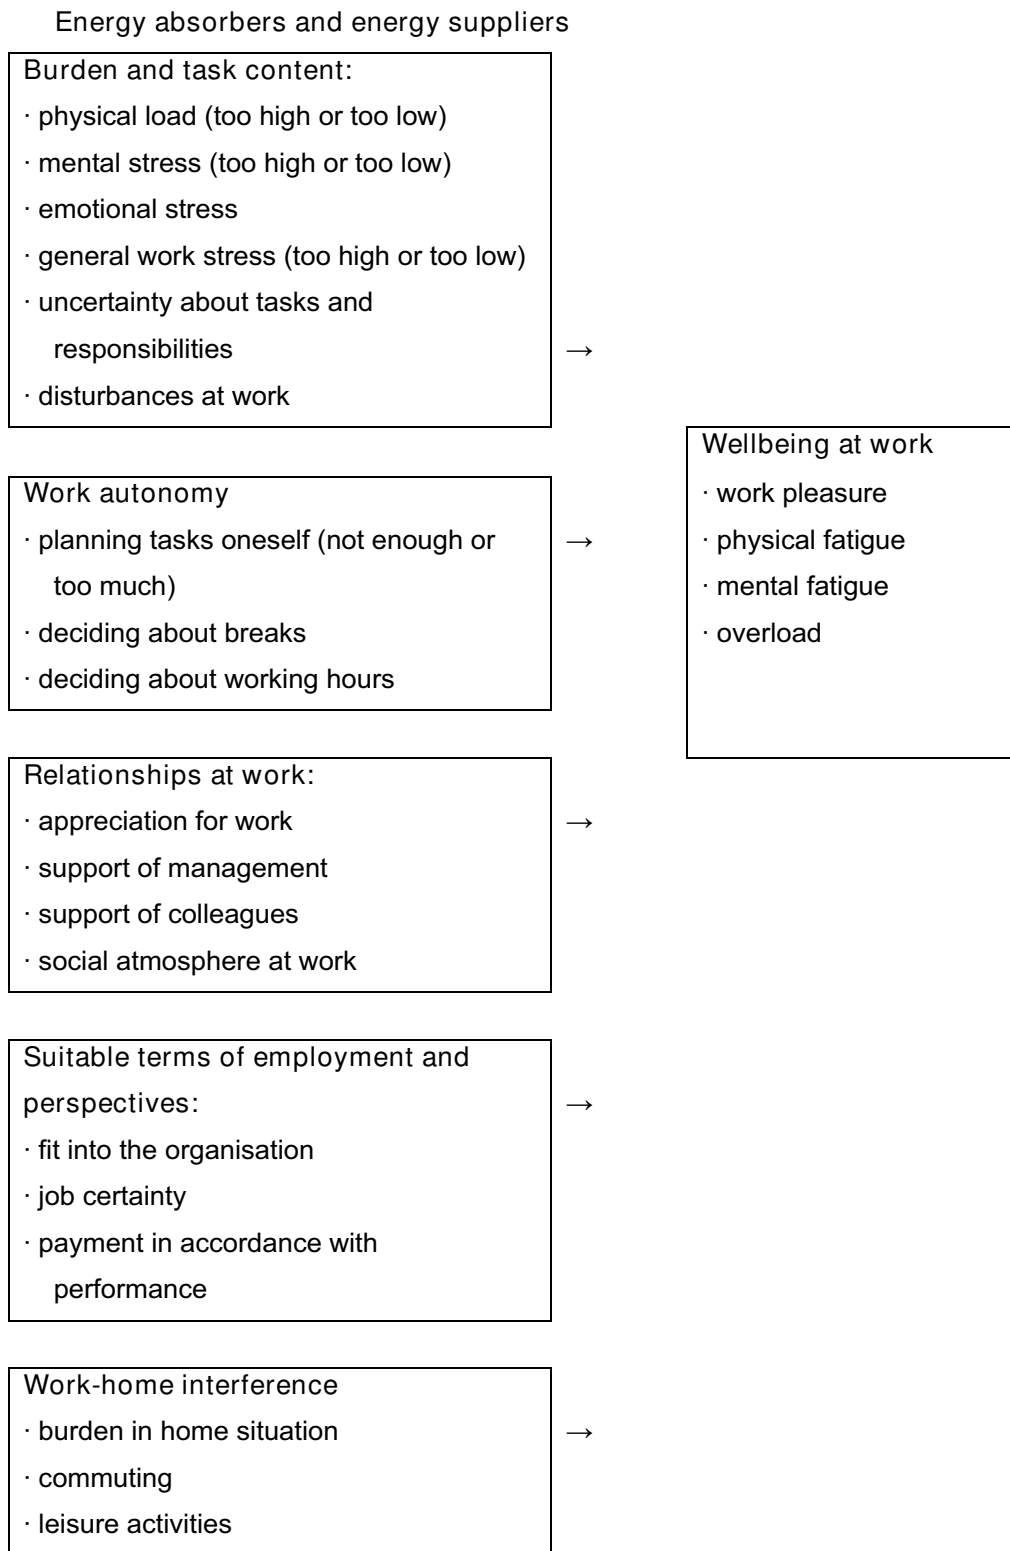 Energy absorbers and energy suppliers
Burden and task content:
· physical load (too high or too low)
· mental stress (too high or too low)
· emotional stress
· general work stress (too high or too low)
· uncertainty about tasks and
responsibilities
→
· disturbances at work
Work autonomy
· planning tasks oneself (not enough or
too much)
→
· deciding about breaks
· deciding about working hours
Relationships at work:
· appreciation for work
→
· support of management
· support of colleagues
· social atmosphere at work
Suitable terms of employment and
perspectives:
→
· fit into the organisation
· job certainty
· payment in accordance with
performance
Work-home interference
· burden in home situation
→
· commuting
· leisure activities
Wellbeing at work
· work pleasure
· physical fatigue
· mental fatigue
· overload